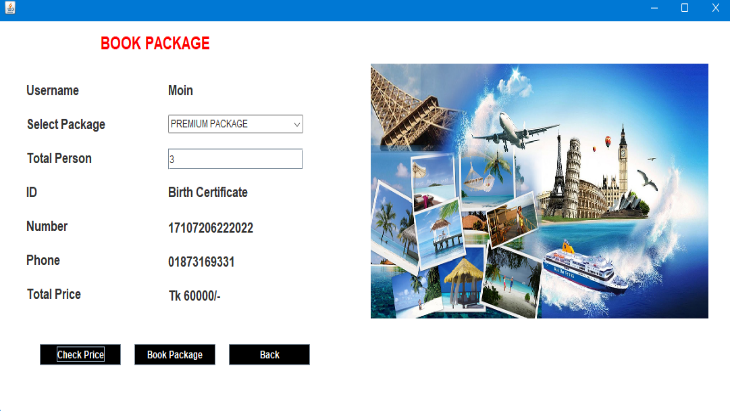 BOOK PACKAGE
Username Moin
Select Package PREMIUM PACKAGE
Total Person 3
ID Birth Certificate
Number 17107206222022
Phone 01873169331
Total Price Tk 60000/-
Check Price Book Package Back